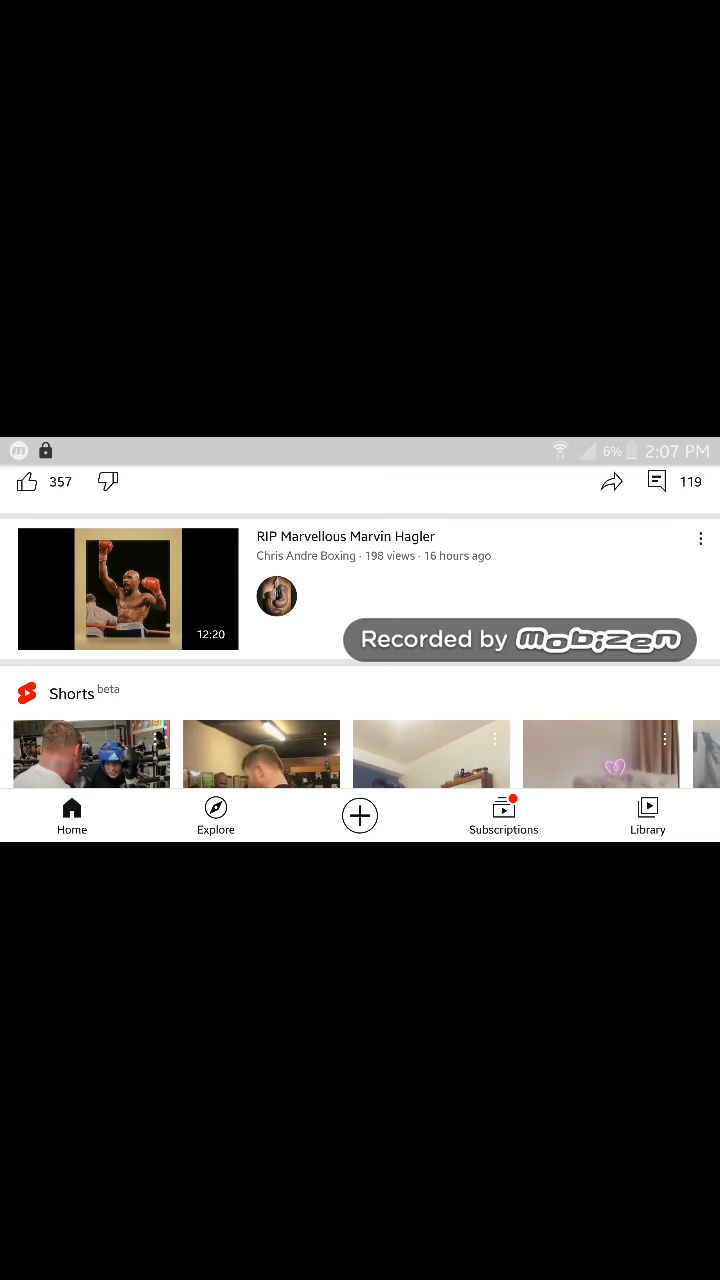 6% 2:07 PM
357 119
RIP Marvellous Marvin Hagler
Chris Andre Boxing · 198 views · 16 hours ago
12:20
Recorded by mobizen
Shorts beta
Home Explore Subscriptions Library